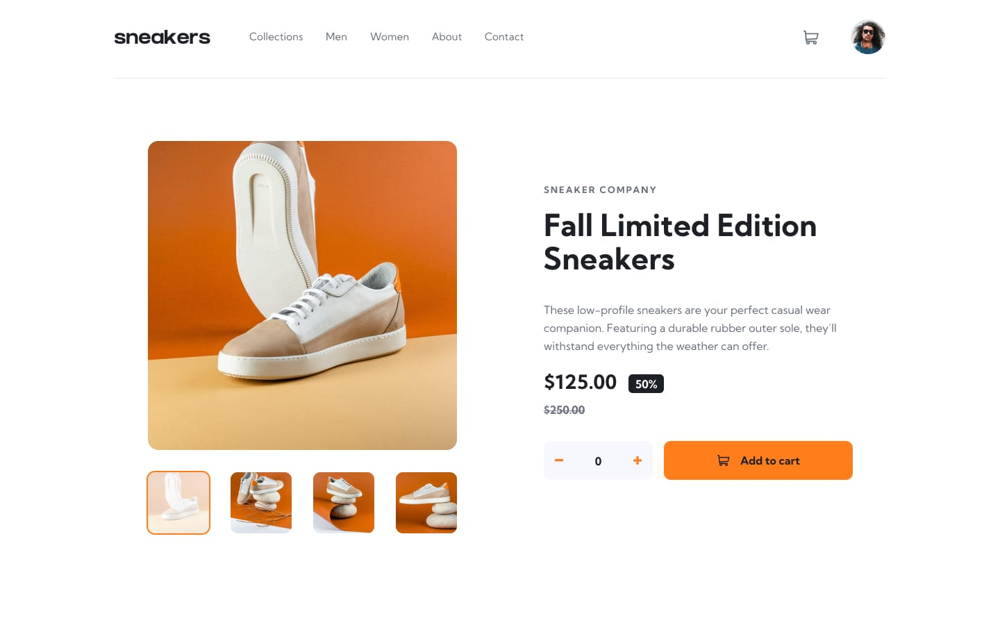 sneakers
Collections
Men
Women
About
Contact
SNEAKER COMPANY
Fall Limited Edition
Sneakers
These low-profile sneakers are your perfect casual wear
companion. Featuring a durable rubber outer sole, they’ll
withstand everything the weather can offer.
$125.00
50%
$250.00
0
Add to cart